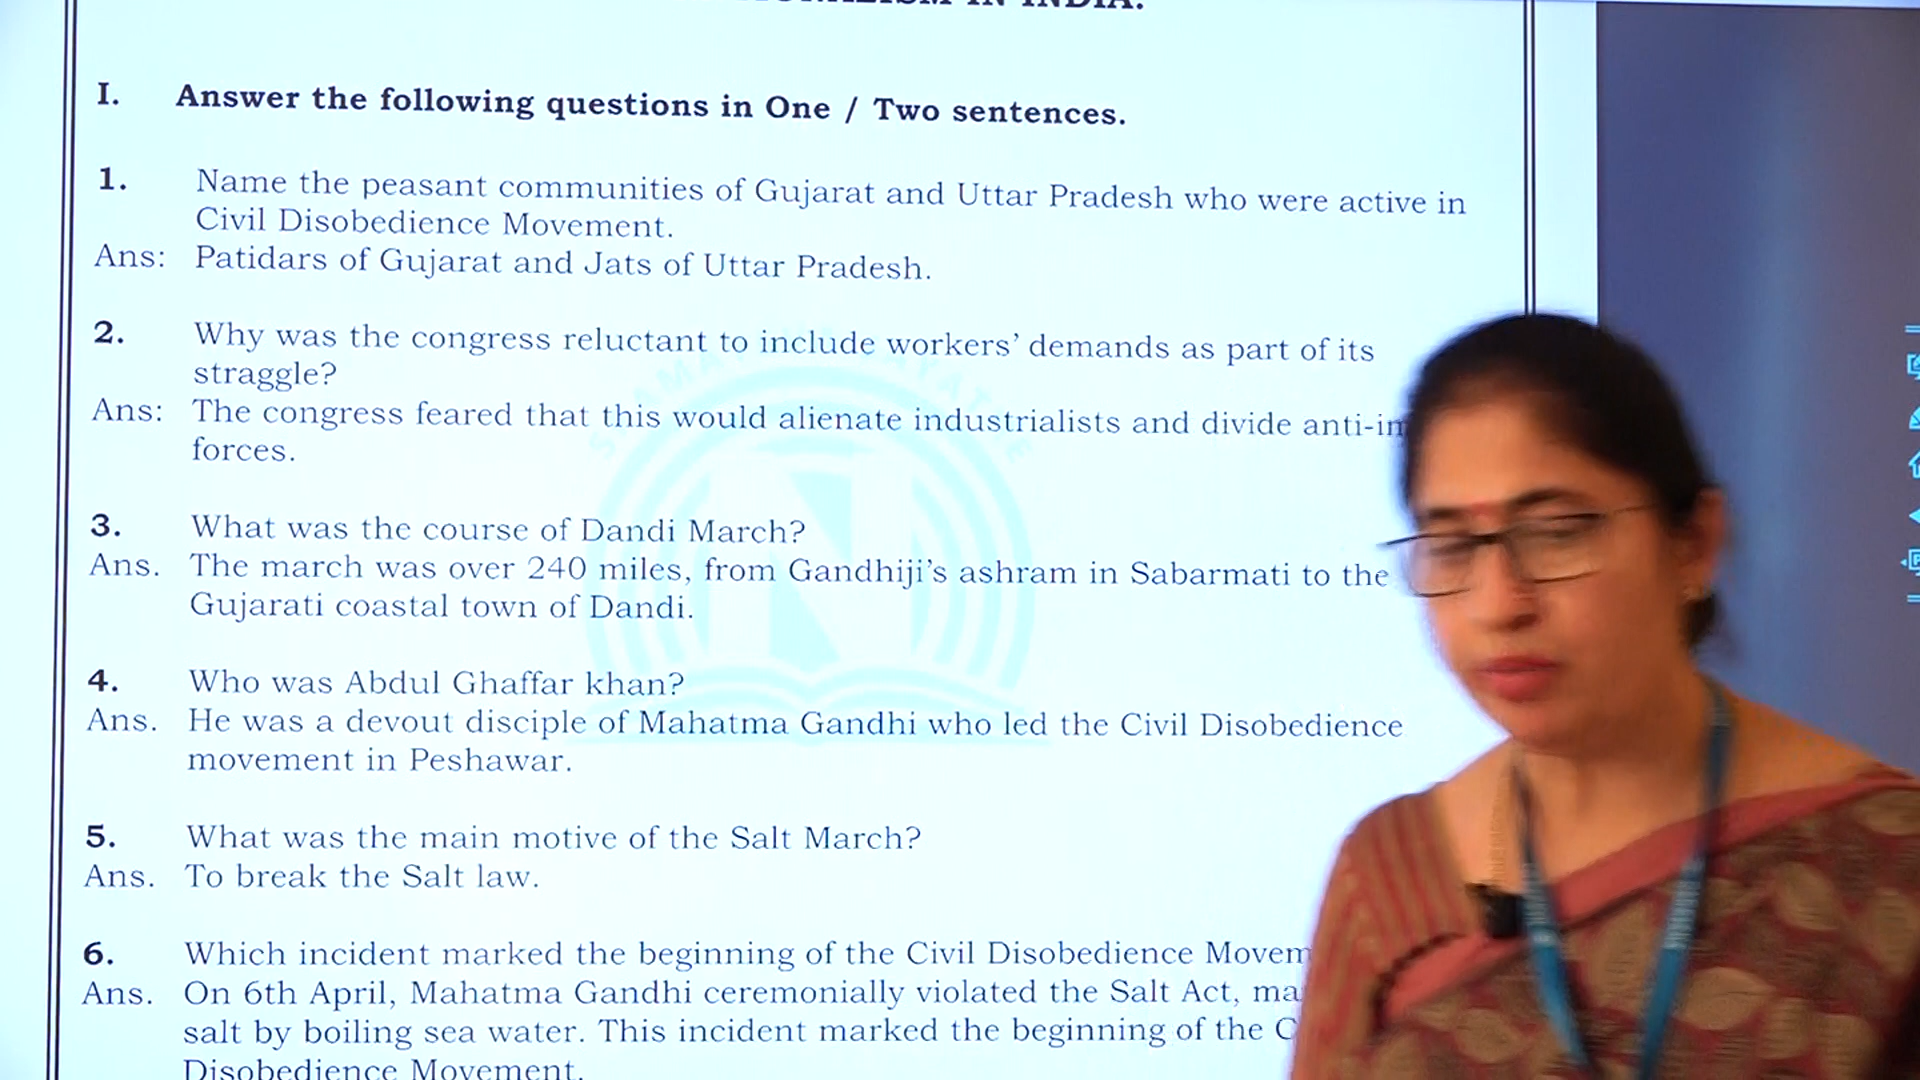 IN INDIA.
I. Answer the following questions in One / Two sentences.
1. Name the peasant communities of Gujarat and Uttar Pradesh who were active in
Civil Disobedience Movement.
Ans: Patidars of Gujarat and Jats of Uttar Pradesh.
2. Why was the congress reluctant to include workers’ demands as part of its
straggle?
Ans: The congress feared that this would alienate industrialists and divide
forces.
3. What was the course of Dandi March?
Ans. The march was over 240 miles, from Gandhiji’s ashram in Sabarmati to the
Gujarati coastal town of Dandi.
4. Who was Abdul Ghaffar khan?
Ans. He was a devout disciple of Mahatma Gandhi who led the Civil Disobedience
movement in Peshawar.
5. What was the main motive of the Salt March?
Ans. To break the Salt law.
6. Which incident marked the beginning of the Civil Disobedience
Ans. On 6th April, Mahatma Gandhi ceremonially violated the Salt Act,
salt by boiling sea water. This incident marked the beginning of the
Disobedience Movement.